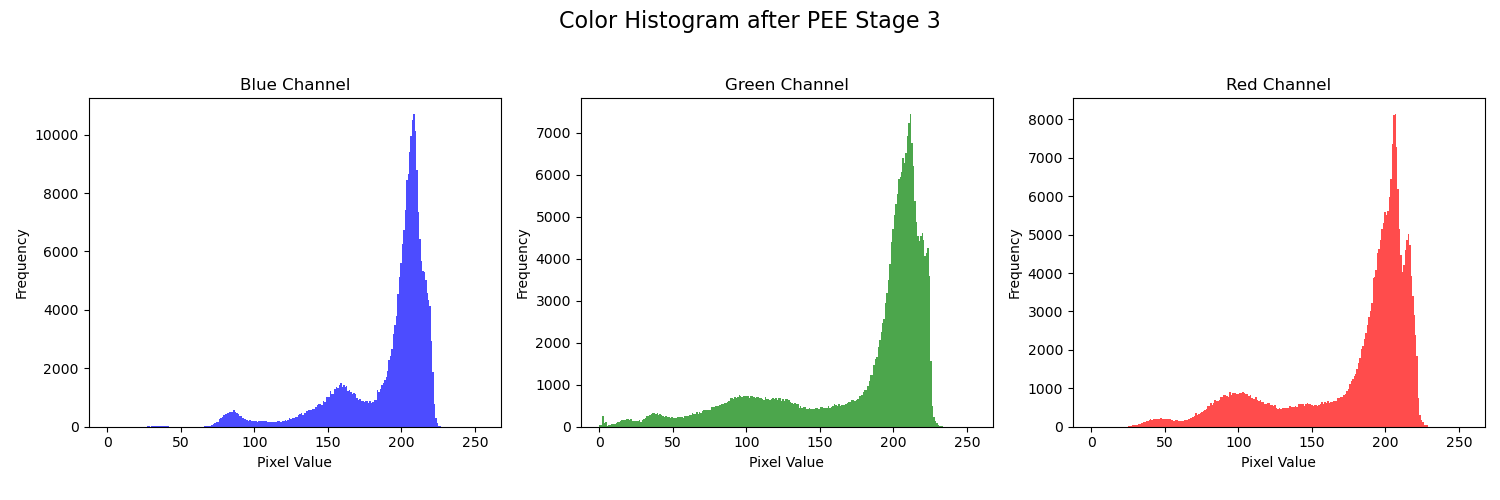 Color Histogram after PEE Stage 3
Blue Channel
Green Channel
Red Channel
Frequency
10000
8000
6000
4000
2000
0
0 50 100 150 200 250
Pixel Value
Frequency
7000
6000
5000
4000
3000
2000
1000
0
0 50 100 150 200 250
Pixel Value
Frequency
8000
7000
6000
5000
4000
3000
2000
1000
0
0 50 100 150 200 250
Pixel Value